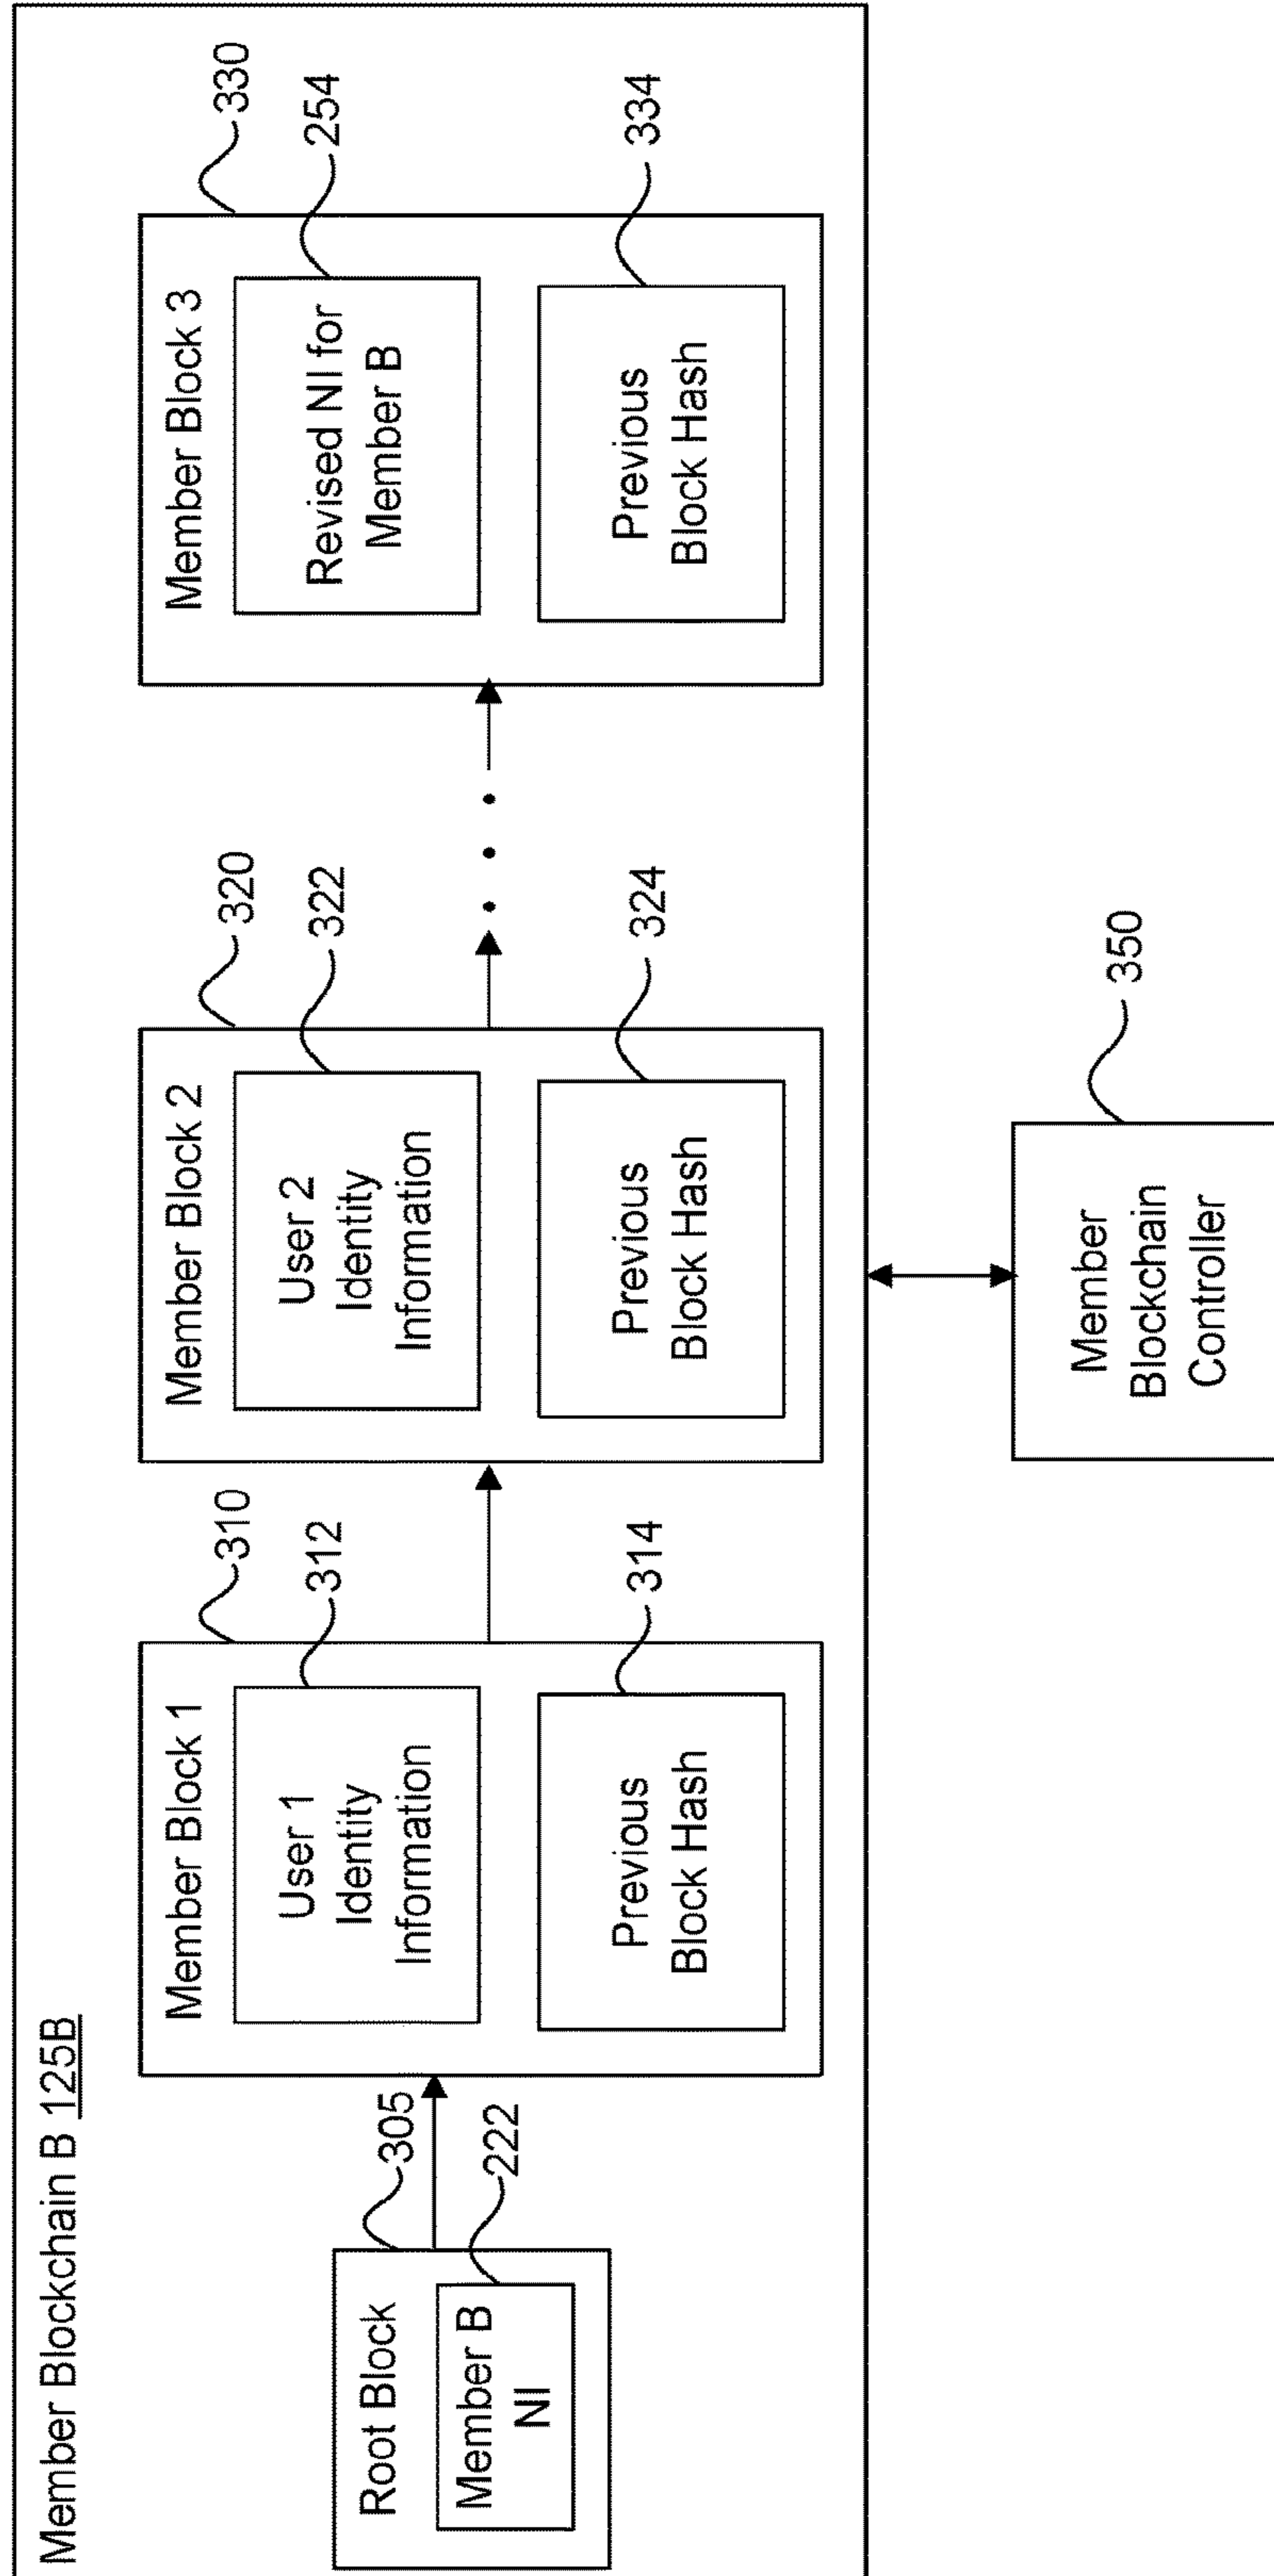 Member Blockchain B 125B
Root Block
Member B
NI
305
222
Member Block 1
User 1
Identity
Information
Previous
Block Hash
310
312
314
Member Block 2
User 2
Identity
Information
Previous
Block Hash
320
322
324
Member Block 3
Revised NI for
Member B
Previous
Block Hash
330
254
334
Member
Blockchain
Controller
350